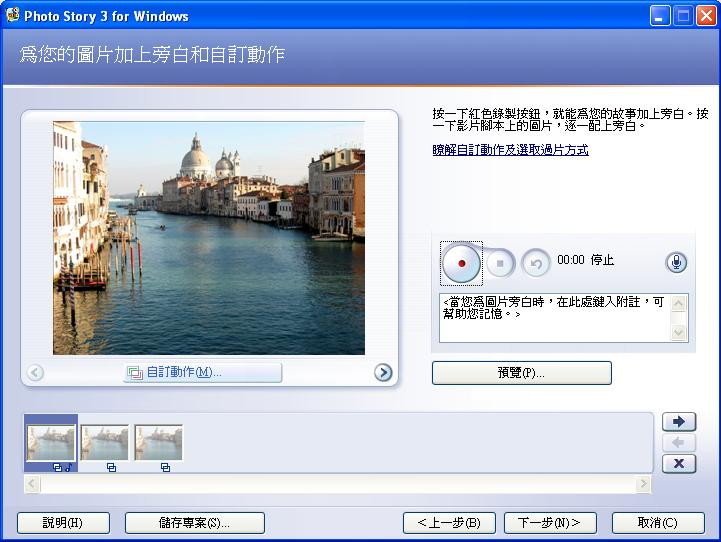 Photo Story 3 for Windows
為您的圖片加上旁白和自訂動作
按一下紅色錄製按鈕，就能為您的故事加上旁白。按
一下影片腳本上的圖片，逐一配上旁白。
瞭解自訂動作及選取過片方式
00:00 停止
<當您為圖片旁白時，在此處鍵入附註，可
幫助您記憶。>
自訂動作(M)...
預覽(P)...
說明(H)
儲存專案(S)...
<上一步(B)
下一步(N)>
取消(C)